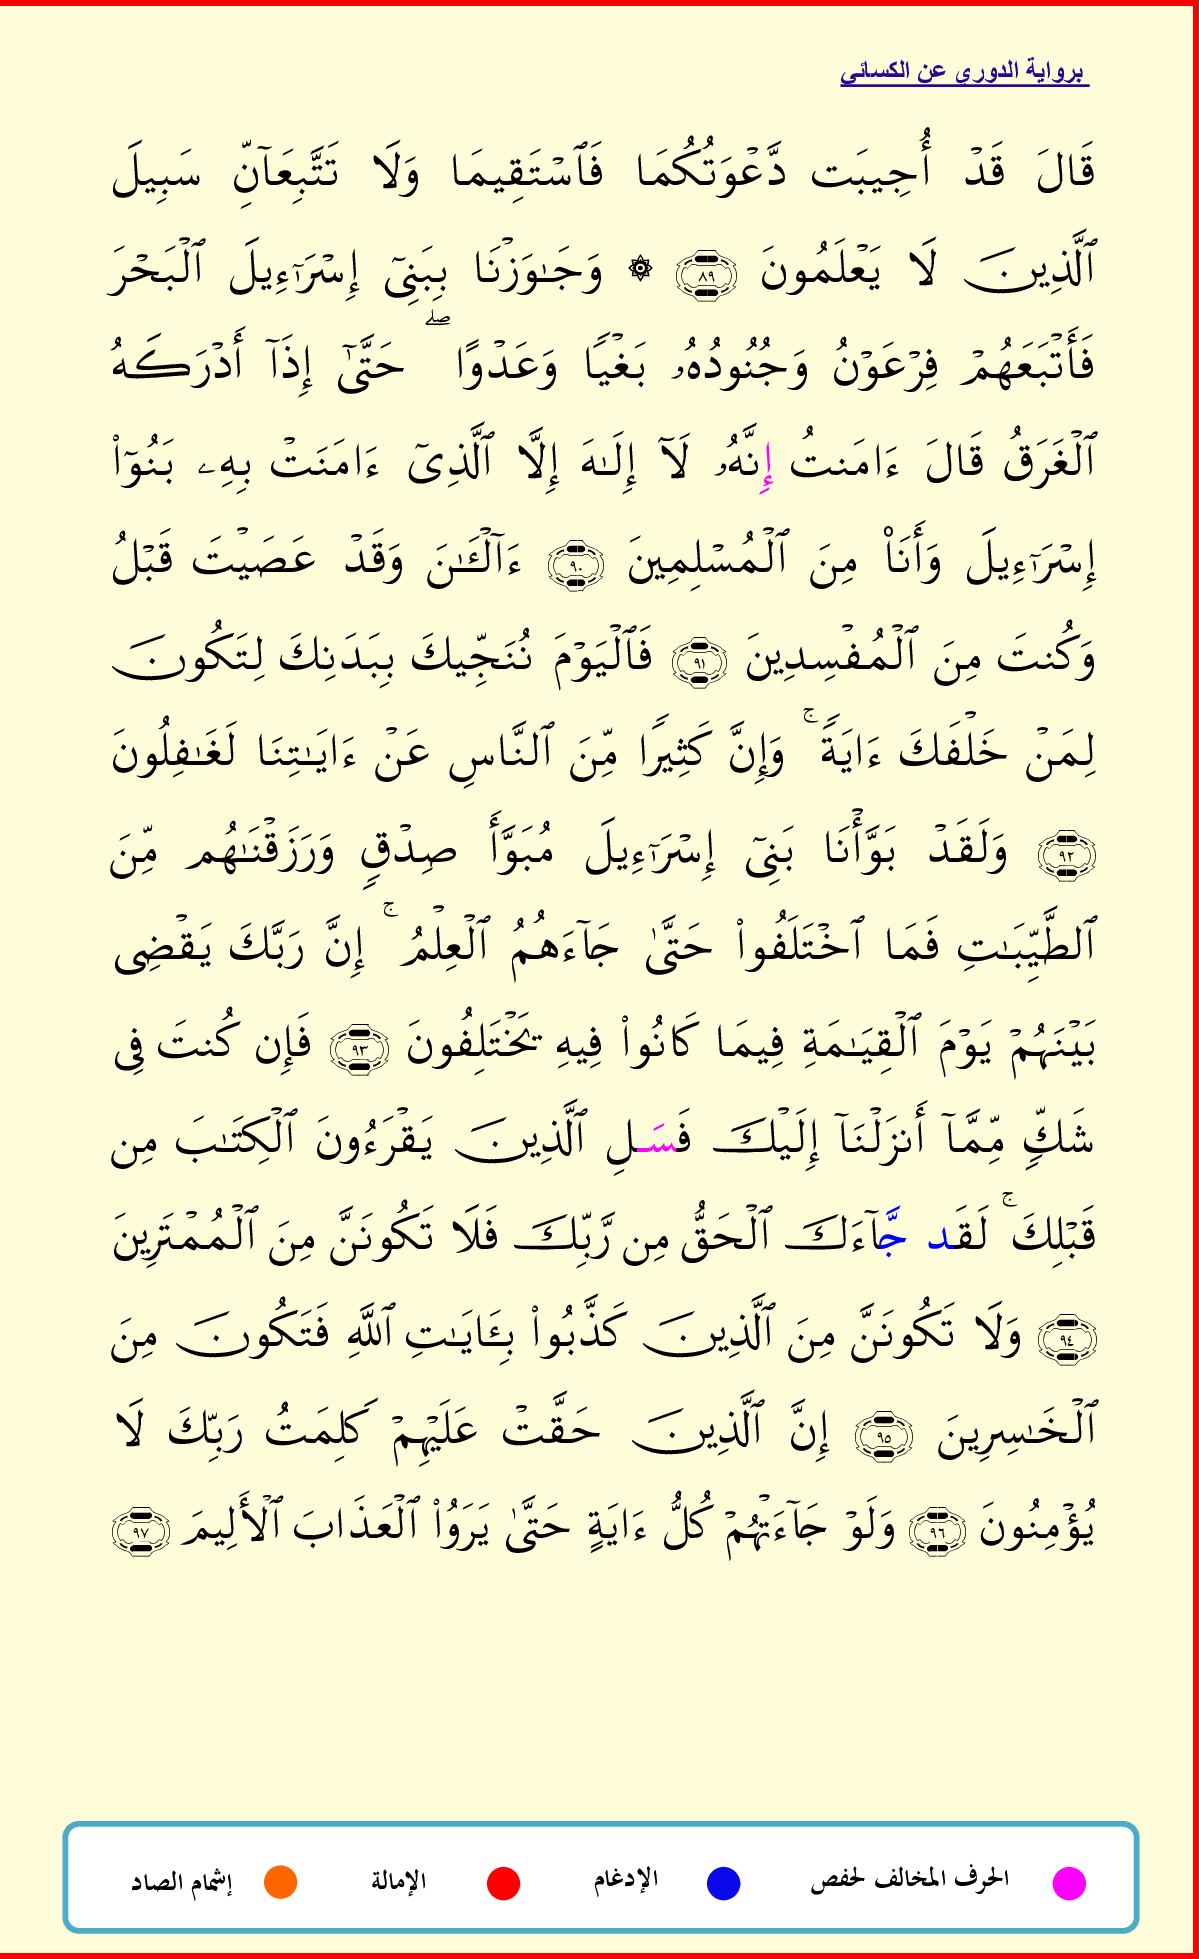 برواية الدوري عن الكسائي
قَالَ قَدۡ أُجِيبَت دَّعۡوَتُكُمَا فَٱسۡتَقِيمَا وَلَا تَتَّبِعَآنِّ سَبِيلَ
ٱلَّذِينَ لَا يَعۡلَمُونَ ٨٩ ۞ وَجَٰوَزۡنَا بِبَنِيٓ إِسۡرَٰٓءِيلَ ٱلۡبَحۡرَ
فَأَتۡبَعَهُمۡ فِرۡعَوۡنُ وَجُنُودُهُۥ بَغۡيٗا وَعَدۡوًاۖ حَتَّىٰٓ إِذَآ أَدۡرَكَهُ
ٱلۡغَرَقُ قَالَ ءَامَنتُ إِنَّهُۥ لَآ إِلَٰهَ إِلَّا ٱلَّذِيٓ ءَامَنَتۡ بِهِۦ بَنُوٓاْ
إِسۡرَٰٓءِيلَ وَأَنَا۠ مِنَ ٱلۡمُسۡلِمِينَ ٩٠ ءَآلۡـَٰٔنَ وَقَدۡ عَصَيۡتَ قَبۡلُ
وَكُنتَ مِنَ ٱلۡمُفۡسِدِينَ ٩١ فَٱلۡيَوۡمَ نُنَجِّيكَ بِبَدَنِكَ لِتَكُونَ
لِمَنۡ خَلۡفَكَ ءَايَةٗۚ وَإِنَّ كَثِيرٗا مِّنَ ٱلنَّاسِ عَنۡ ءَايَٰتِنَا لَغَٰفِلُونَ
٩٢ وَلَقَدۡ بَوَّأۡنَا بَنِيٓ إِسۡرَٰٓءِيلَ مُبَوَّأَ صِدۡقٖ وَرَزَقۡنَٰهُم مِّنَ
ٱلطَّيِّبَٰتِ فَمَا ٱخۡتَلَفُواْ حَتَّىٰ جَآءَهُمُ ٱلۡعِلۡمُۚ إِنَّ رَبَّكَ يَقۡضِي
بَيۡنَهُمۡ يَوۡمَ ٱلۡقِيَٰمَةِ فِيمَا كَانُواْ فِيهِ يَخۡتَلِفُونَ ٩٣ فَإِن كُنتَ فِي
شَكّٖ مِّمَّآ أَنزَلۡنَآ إِلَيۡكَ فَسَلِ ٱلَّذِينَ يَقۡرَءُونَ ٱلۡكِتَٰبَ مِن
قَبۡلِكَۚ لَقَد جَّآءَكَ ٱلۡحَقُّ مِن رَّبِّكَ فَلَا تَكُونَنَّ مِنَ ٱلۡمُمۡتَرِينَ
٩٤ وَلَا تَكُونَنَّ مِنَ ٱلَّذِينَ كَذَّبُواْ بِـَٔايَٰتِ ٱللَّهِ فَتَكُونَ مِنَ
ٱلۡخَٰسِرِينَ ٩٥ إِنَّ ٱلَّذِينَ حَقَّتۡ عَلَيۡهِمۡ كَلِمَتُ رَبِّكَ لَا
يُؤۡمِنُونَ ٩٦ وَلَوۡ جَآءَتۡهُمۡ كُلُّ ءَايَةٍ حَتَّىٰ يَرَوُاْ ٱلۡعَذَابَ ٱلۡأَلِيمَ ٩٧
الحرف المخالف لحفص الإدغام الإمالة إشمام الصاد